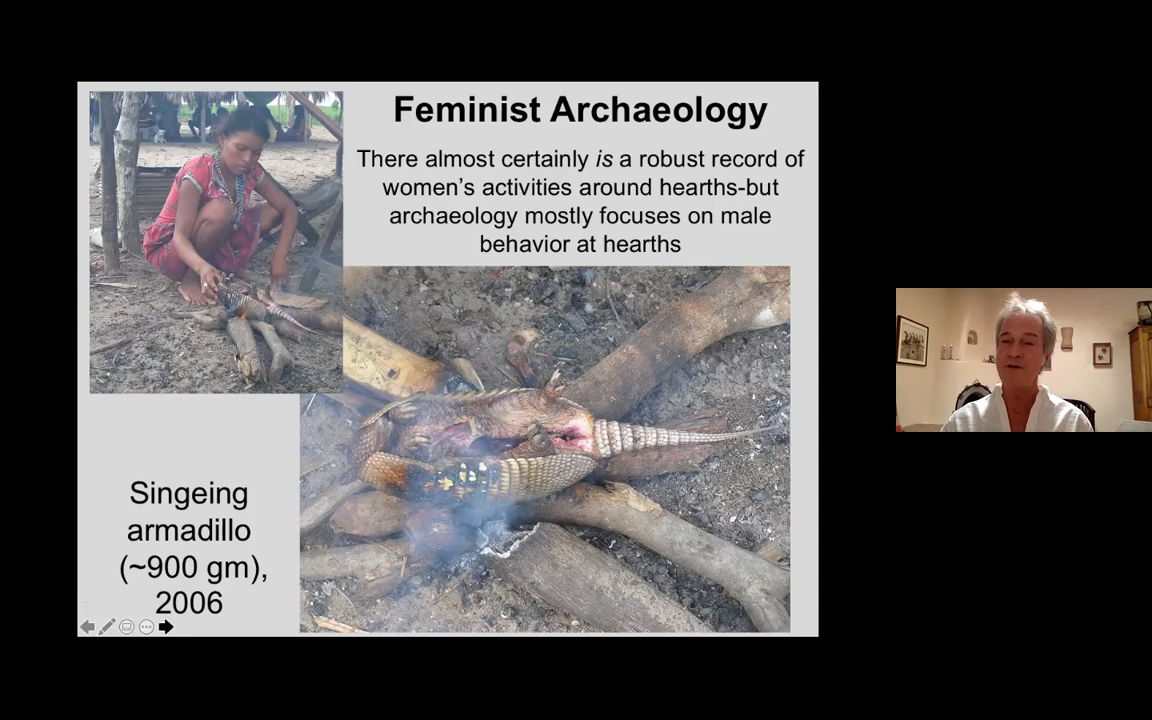 Feminist Archaeology
There almost certainly is a robust record of
women's activities around hearths-but
archaeology mostly focuses on male
behavior at hearths
Singeing
armadillo
(~900 gm),
2006